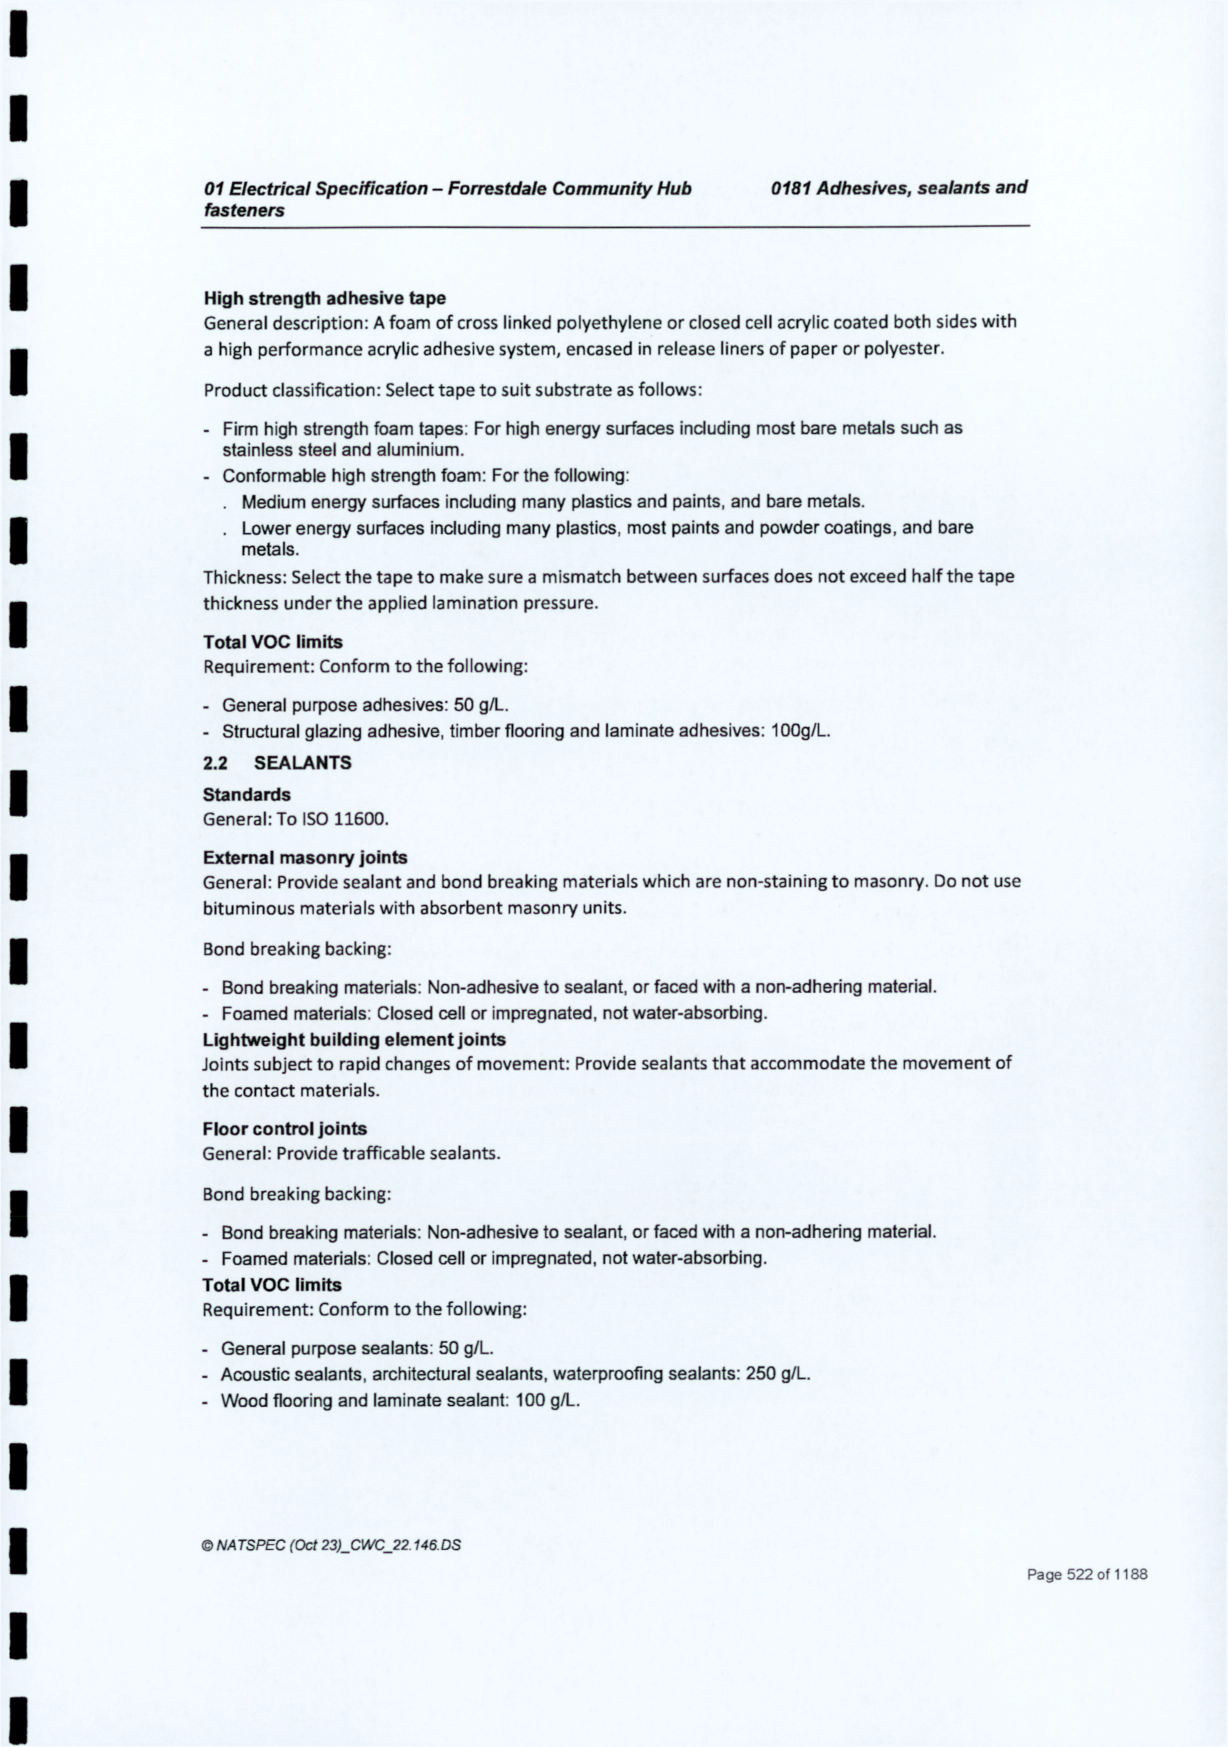 01 Electrical Specification – Forrestdale Community Hub 0181 Adhesives, sealants and
fasteners
High strength adhesive tape
General description: A foam of cross linked polyethylene or closed cell acrylic coated both sides with
a high performance acrylic adhesive system, encased in release liners of paper or polyester.
Product classification: Select tape to suit substrate as follows:
- Firm high strength foam tapes: For high energy surfaces including most bare metals such as
stainless steel and aluminium.
- Conformable high strength foam: For the following:
. Medium energy surfaces including many plastics and paints, and bare metals.
. Lower energy surfaces including many plastics, most paints and powder coatings, and bare
metals.
Thickness: Select the tape to make sure a mismatch between surfaces does not exceed half the tape
thickness under the applied lamination pressure.
Total VOC limits
Requirement: Conform to the following:
- General purpose adhesives: 50 g/L.
- Structural glazing adhesive, timber flooring and laminate adhesives: 100g/L.
2.2 SEALANTS
Standards
General: To ISO 11600.
External masonry joints
General: Provide sealant and bond breaking materials which are non-staining to masonry. Do not use
bituminous materials with absorbent masonry units.
Bond breaking backing:
- Bond breaking materials: Non-adhesive to sealant, or faced with a non-adhering material.
- Foamed materials: Closed cell or impregnated, not water-absorbing.
Lightweight building element joints
Joints subject to rapid changes of movement: Provide sealants that accommodate the movement of
the contact materials.
Floor control joints
General: Provide trafficable sealants.
Bond breaking backing:
- Bond breaking materials: Non-adhesive to sealant, or faced with a non-adhering material.
- Foamed materials: Closed cell or impregnated, not water-absorbing.
Total VOC limits
Requirement: Conform to the following:
- General purpose sealants: 50 g/L.
- Acoustic sealants, architectural sealants, waterproofing sealants: 250 g/L.
- Wood flooring and laminate sealant: 100 g/L.
© NATSPEC (Oct 23)_CWC_22.146.DS
Page 522 of 1188